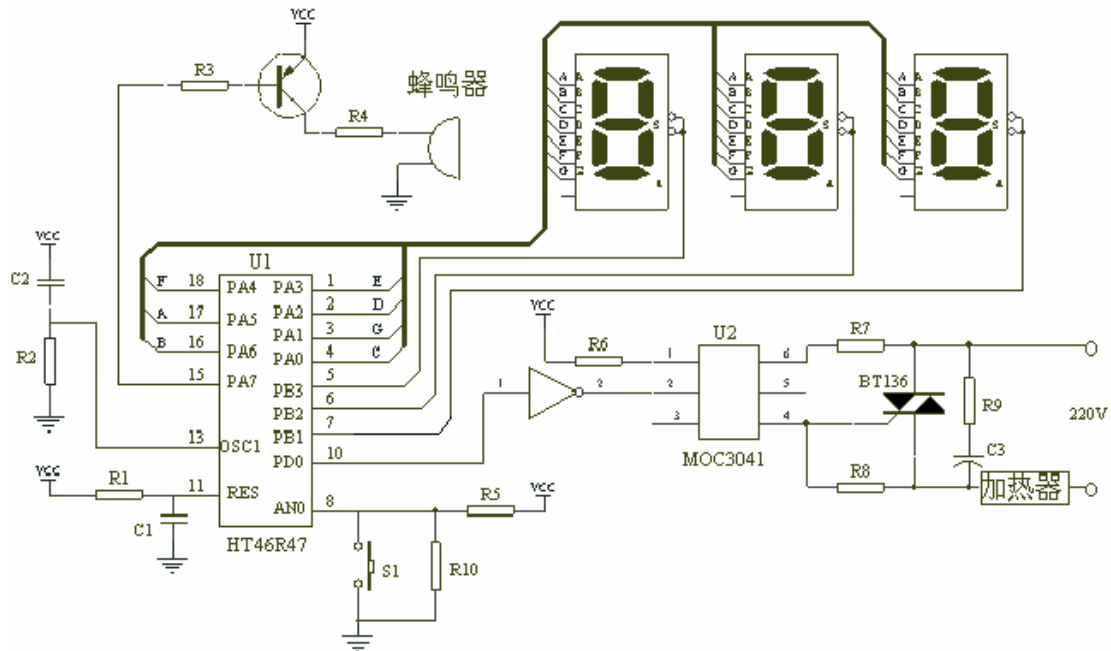 VCC
R3
R4
蜂鸣器
A
B
C
D
E
F
G
A
B
C
D
E
F
G
S
A
B
C
D
E
F
G
A
B
C
D
E
F
G
S
A
B
C
D
E
F
G
A
B
C
D
E
F
G
S
VCC
C2
R2
U1
F 18 PA4 PA3 1 E
A 17 PA5 PA2 2 D
B 16 PA6 PA1 3 G
PA0 4 C
15 PA7 PB3 5
PB2 6
13 OSC1 PB1 7
PD0 10
VCC
R1
11 RES
AN0 8
C1
HT46R47
S1
R10
R5
VCC
VCC
R6
1
2
U2
1
2
3
6
5
4
MOC3041
R7
BT136
R8
R9
C3
220V
加热器